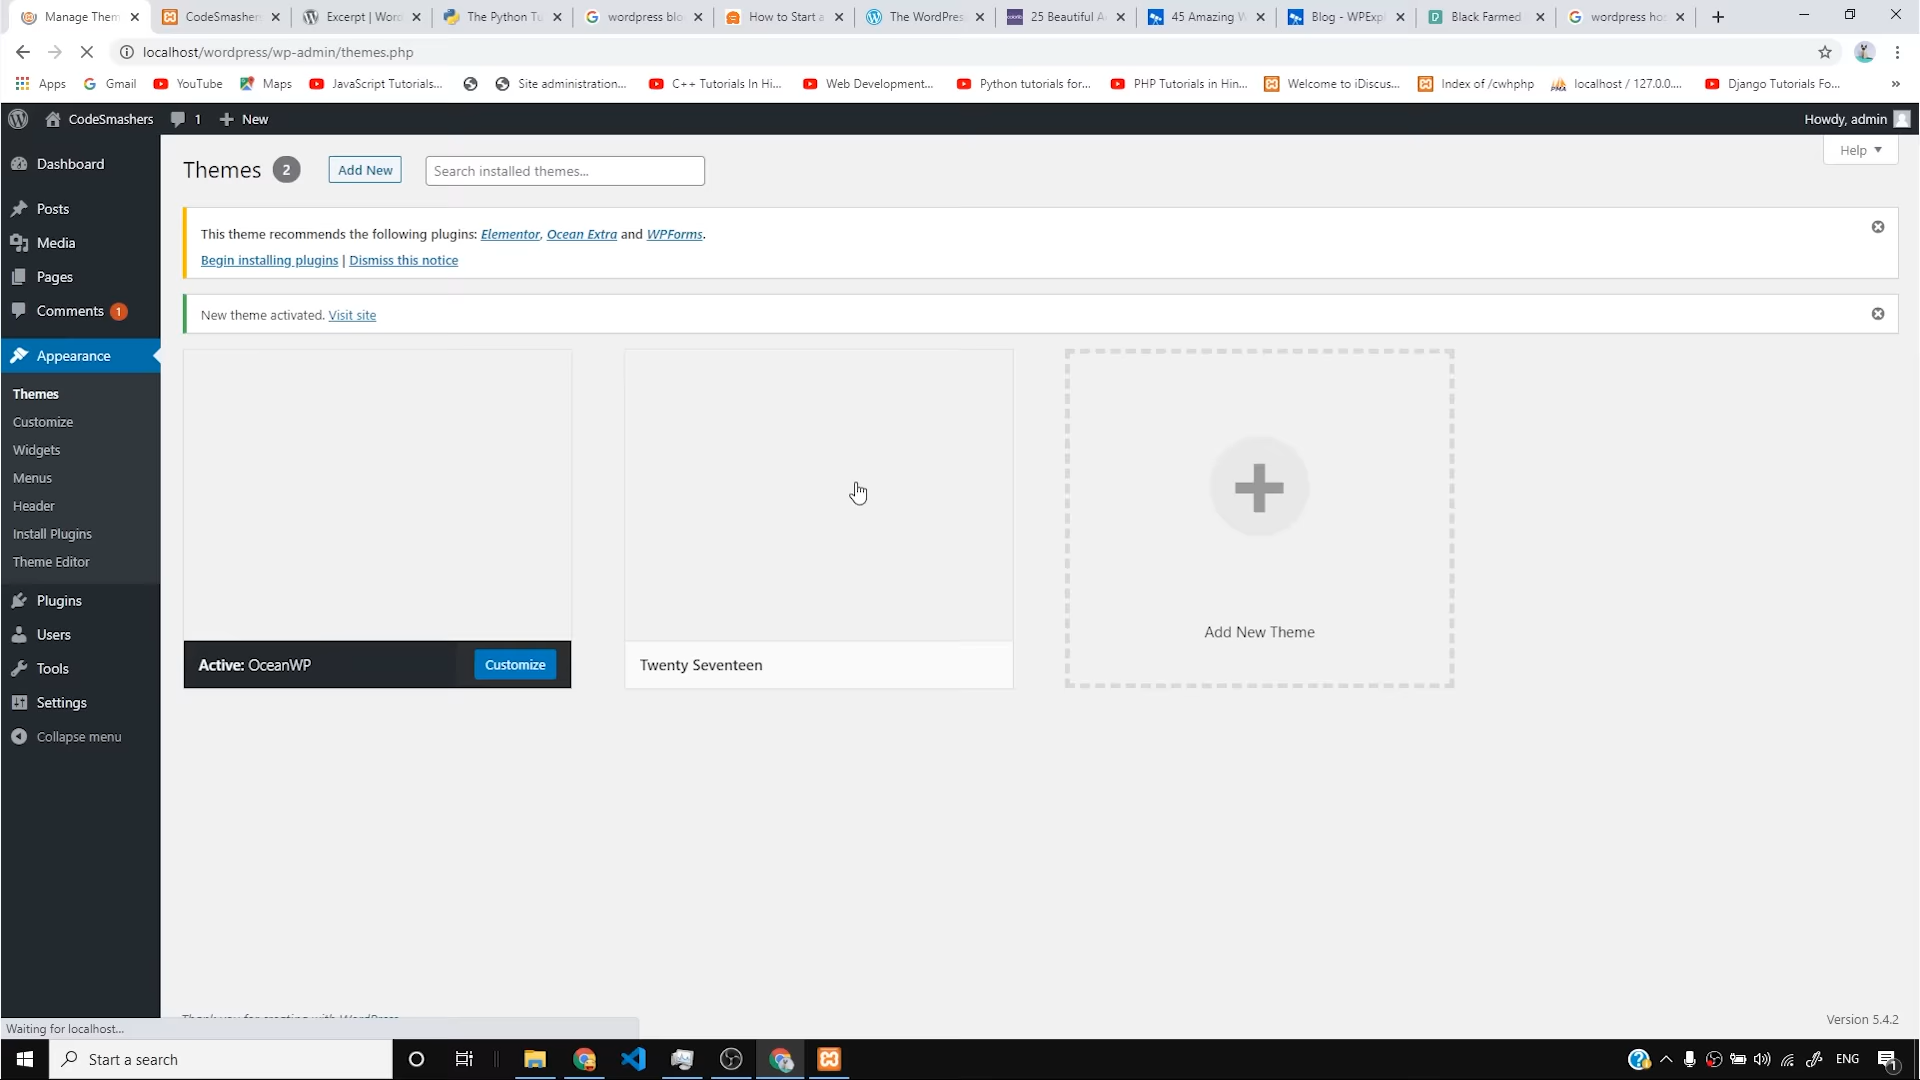 Manage Them
CodeSmashers
Excerpt | Word
The Python Tu
wordpress blo
How to Start a
The WordPres
25 Beautiful A
45 Amazing W
Blog - WPExpl
Black Farmed
wordpress ho
localhost/wordpress/wp-admin/themes.php
Apps
Gmail
YouTube
Maps
JavaScript Tutorials...
Site administration...
C++ Tutorials In Hi...
Web Development...
Python tutorials for...
PHP Tutorials in Hin...
Welcome to iDiscus...
Index of /cwhphp
localhost / 127.0.0....
Django Tutorials Fo...
»
CodeSmashers
1
New
Howdy, admin
Dashboard
Posts
Media
Pages
Comments 1
Appearance
Themes
Customize
Widgets
Menus
Header
Install Plugins
Theme Editor
Plugins
Users
Tools
Settings
Collapse menu
Help
Themes 2
Add New
Search installed themes...
This theme recommends the following plugins: Elementor, Ocean Extra and WPForms.
Begin installing plugins | Dismiss this notice
New theme activated. Visit site
Active: OceanWP
Customize
Twenty Seventeen
Add New Theme
Version 5.4.2
Waiting for localhost...
Start a search
ENG
1